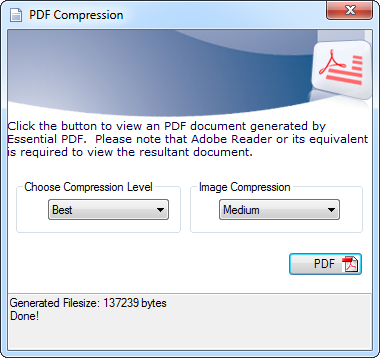 PDF Compression
Click the button to view an PDF document generated by
Essential PDF.  Please note that Adobe Reader or its equivalent
is required to view the resultant document.
Choose Compression Level
Image Compression
Best
Medium
PDF
Generated Filesize: 137239 bytes
Done!